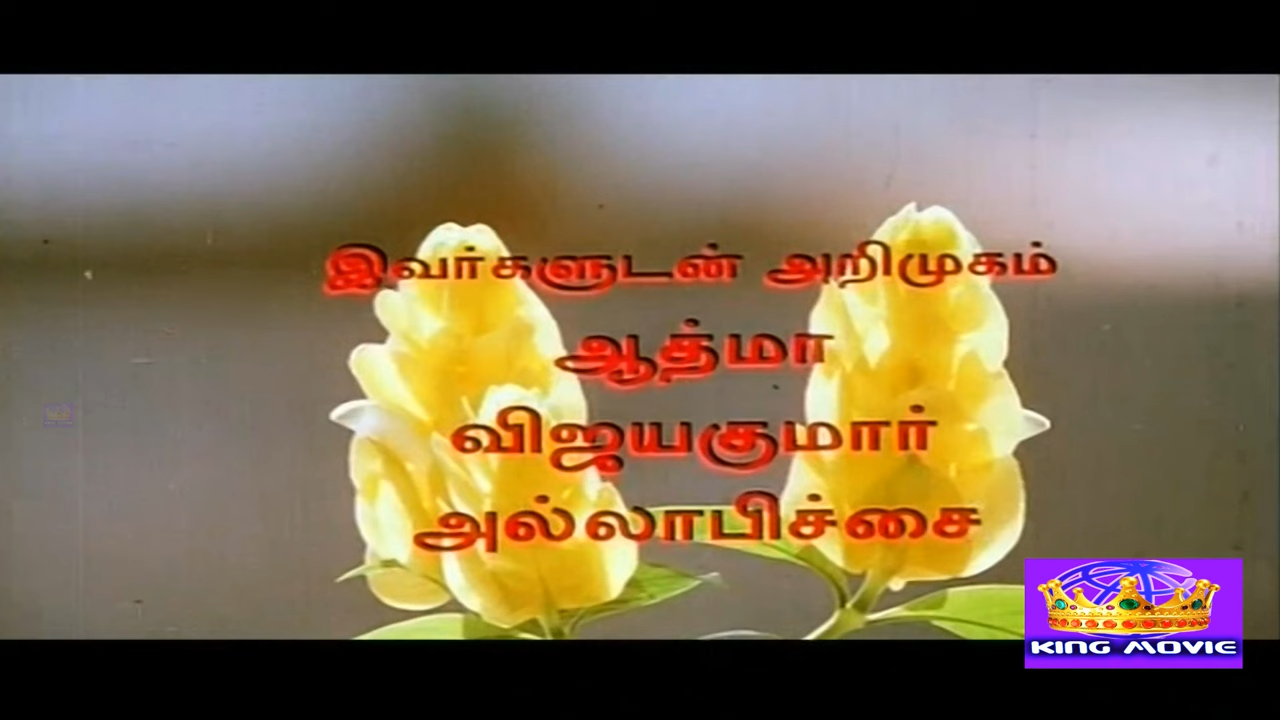 இவர்களுடன் அறிமுகம்
ஆத்மா
விஜயகுமார்
அல்லாபிச்சை
KING MOVIE